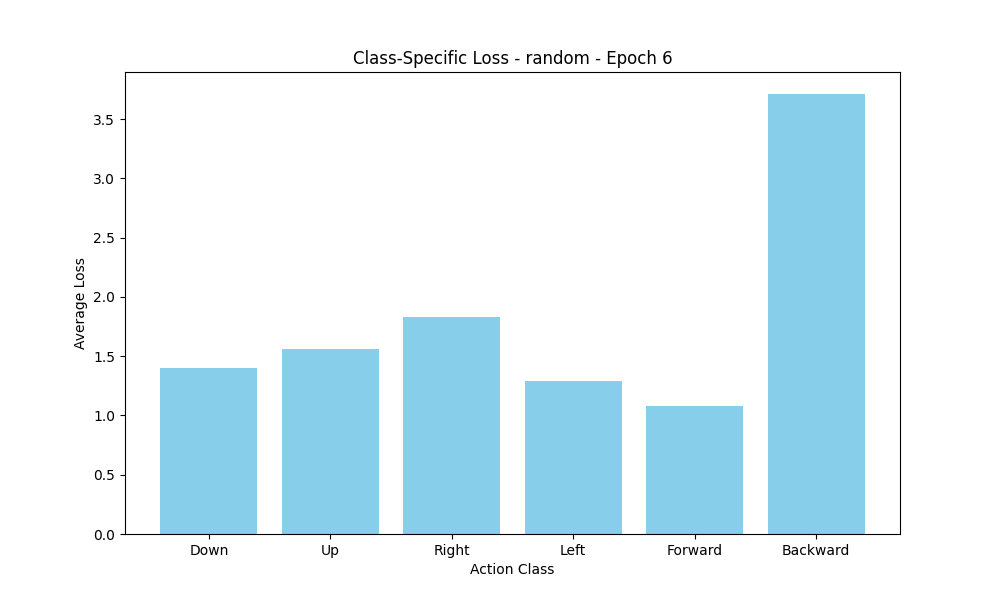 Class-Specific Loss - random - Epoch 6
Average Loss
3.5
3.0
2.5
2.0
1.5
1.0
0.5
0.0
Down Up Right Left Forward Backward
Action Class